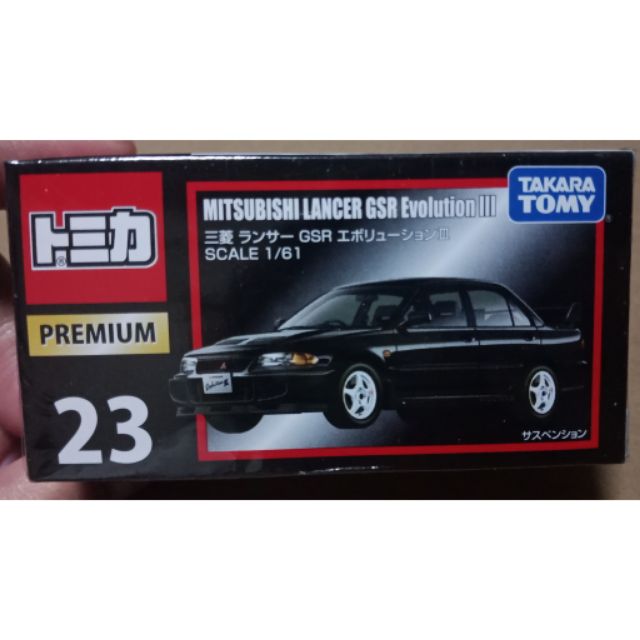 トミカ
®
PREMIUM
23
MITSUBISHI LANCER GSR Evolution III
三菱 ランサー GSR エボリューションIII
SCALE 1/61
TAKARA
TOMY
サスペンション